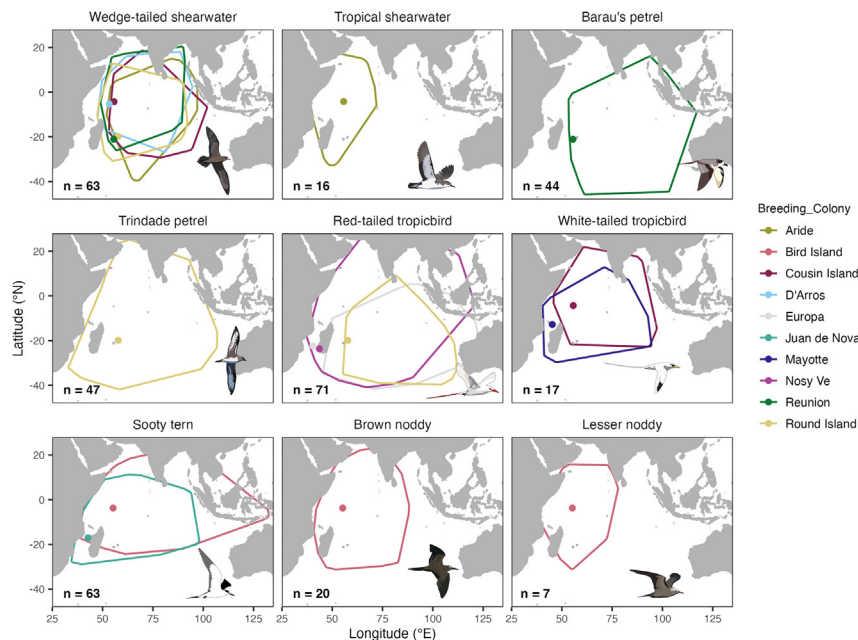 Wedge-tailed shearwater
Tropical shearwater
Barau's petrel
20
0
-20
-40
n = 63
n = 16
n = 44
Trindade petrel
Red-tailed tropicbird
White-tailed tropicbird
Latitude (°N)
20
0
-20
-40
n = 47
n = 71
n = 17
Sooty tern
Brown noddy
Lesser noddy
20
0
-20
-40
n = 63
n = 20
n = 7
25 50 75 100 125 25 50 75 100 125 25 50 75 100 125
Longitude (°E)
Breeding_Colony
Aride
Bird Island
Cousin Island
D'Arros
Europa
Juan de Nova
Mayotte
Nosy Ve
Reunion
Round Island